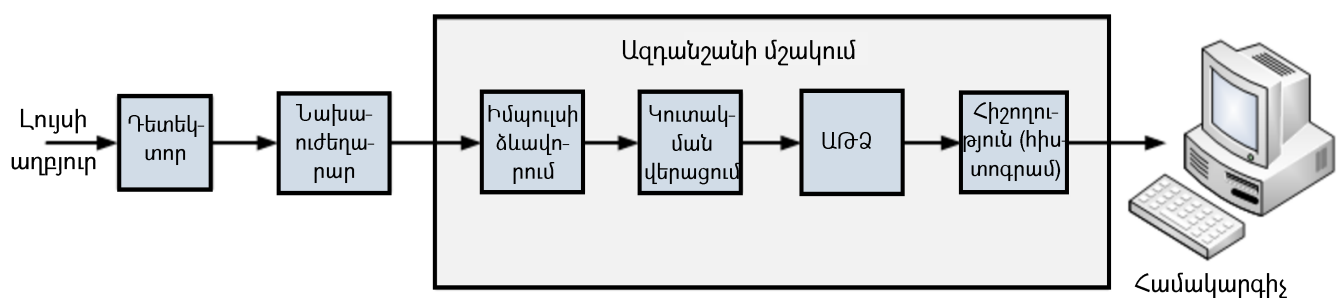 Ազդանշանի մշակում
Լույսի
աղբյուր
Դետեկ-
տոր
Նախա-
ուժեղա-
րար
Իմպուլսի
ձևավո-
րում
Կուտակ-
ման
վերացում
ԱԹՁ
Հիշողու-
թյուն (հիս-
տոգրամ)
Համակարգիչ